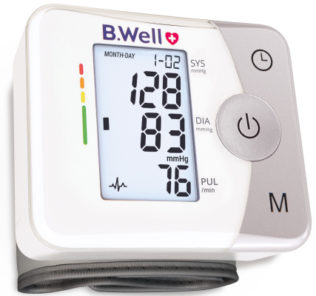 B.Well
MONTH-DAY 1-02 SYS mmHg
128
83 DIA mmHg
mmHg
76 PUL /min
M